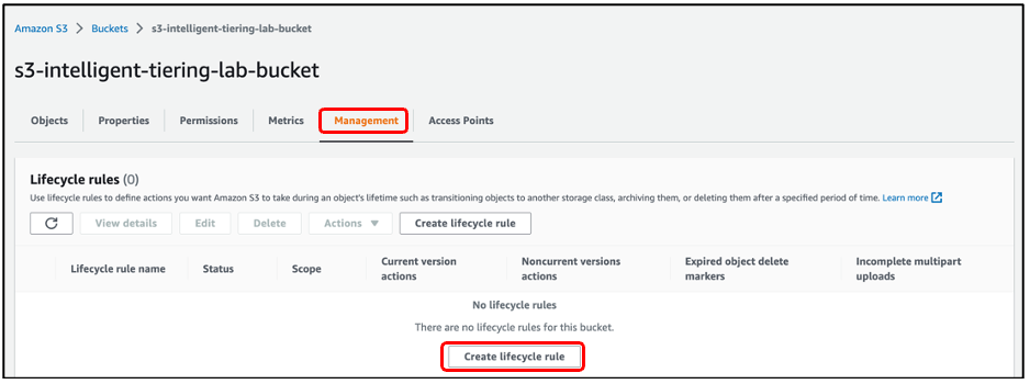 Amazon S3 > Buckets > s3-intelligent-tiering-lab-bucket
s3-intelligent-tiering-lab-bucket
Objects Properties Permissions Metrics Management Access Points
Lifecycle rules (0)
Use lifecycle rules to define actions you want Amazon S3 to take during an object's lifetime such as transitioning objects to another storage class, archiving them, or deleting them after a specified period of time. Learn more
View details Edit Delete Actions Create lifecycle rule
Lifecycle rule name Status Scope Current version actions Noncurrent versions actions Expired object delete markers Incomplete multipart uploads
No lifecycle rules
There are no lifecycle rules for this bucket.
Create lifecycle rule